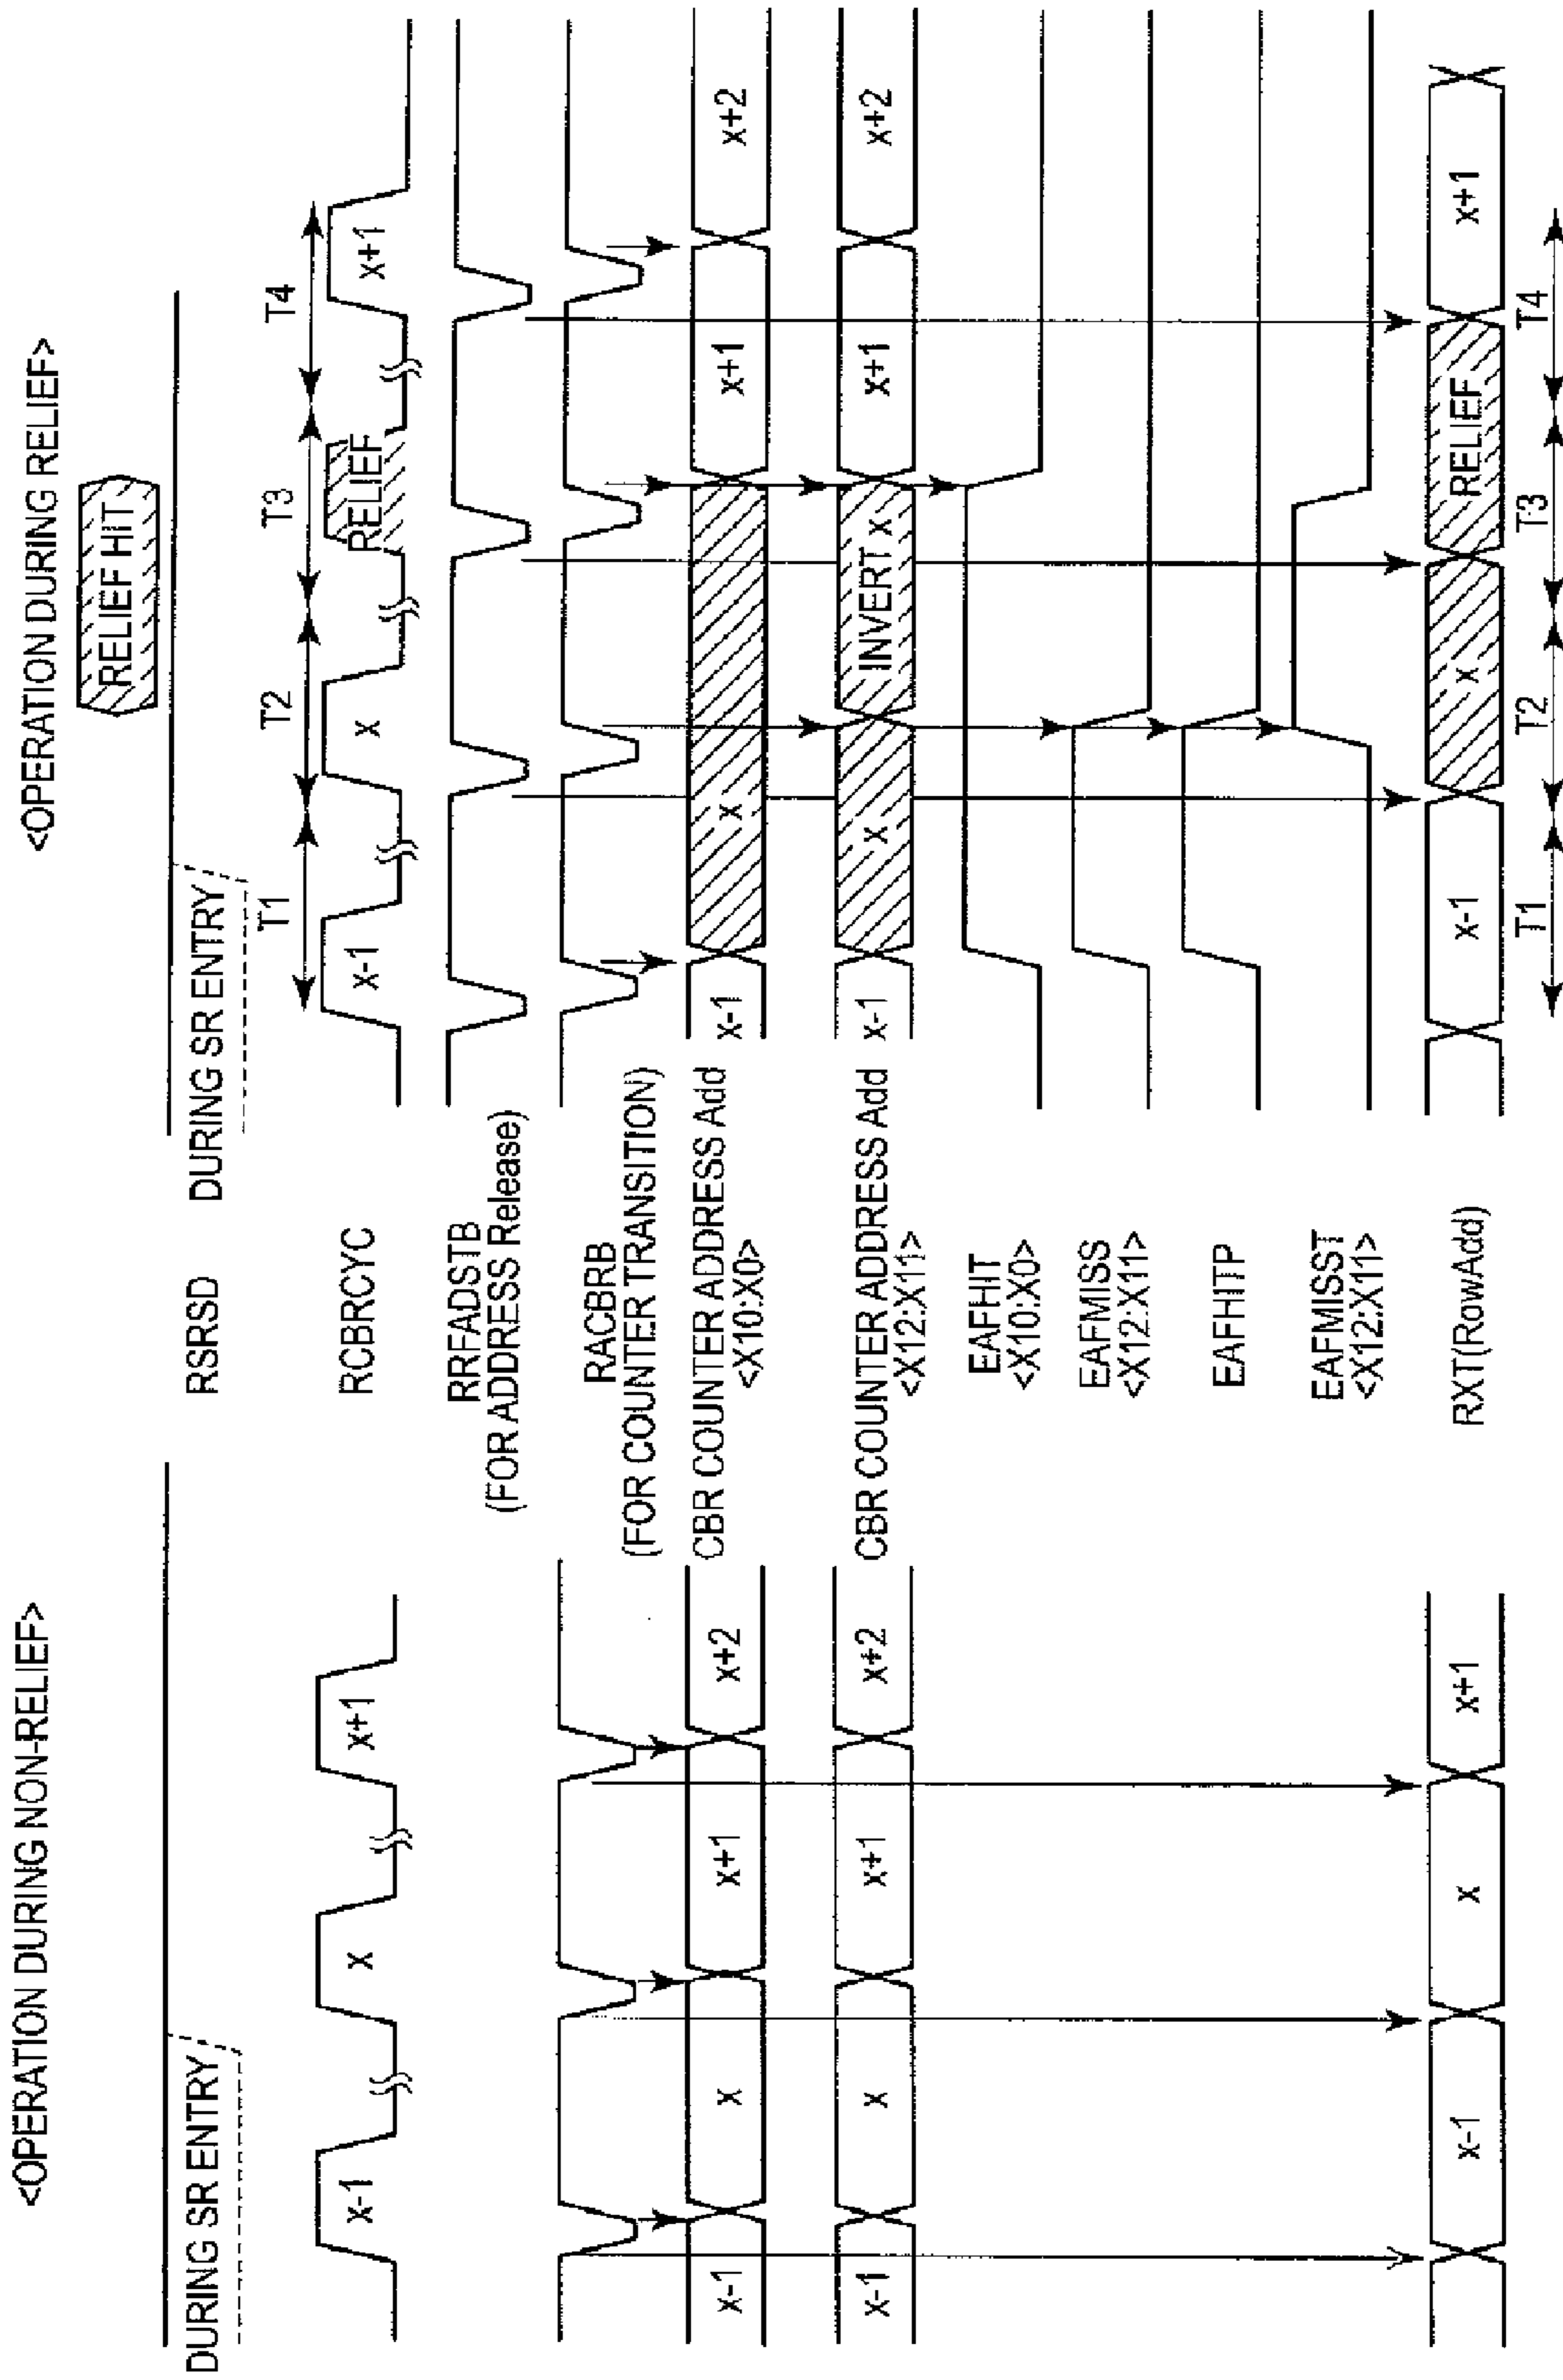 <OPERATION DURING NON-RELIEF>
DURING SR ENTRY
x-1
x
x+1
x-1
x
x+1
x+2
x-1
x
x+1
x+2
x-1
x
x+1
RSRSD
RCBRCYC
RRFADSTB
(FOR ADDRESS Release)
RACBRB
(FOR COUNTER TRANSITION)
CBR COUNTER ADDRESS Add
<X10:X0>
CBR COUNTER ADDRESS Add
<X12:X11>
EAFHIT
<X10:X0>
EAFMISS
<X12:X11>
EAFHITP
EAFMISST
<X12:X11>
RXT(RowAdd)
<OPERATION DURING RELIEF>
RELIEF HIT
DURING SR ENTRY
T1
T2
T3
T4
x-1
x
RELIEF
x+1
x-1
x
x+1
x+2
x-1
x
INVERT x
x+1
x+2
x-1
x
RELIEF
x+1
T1
T2
T3
T4